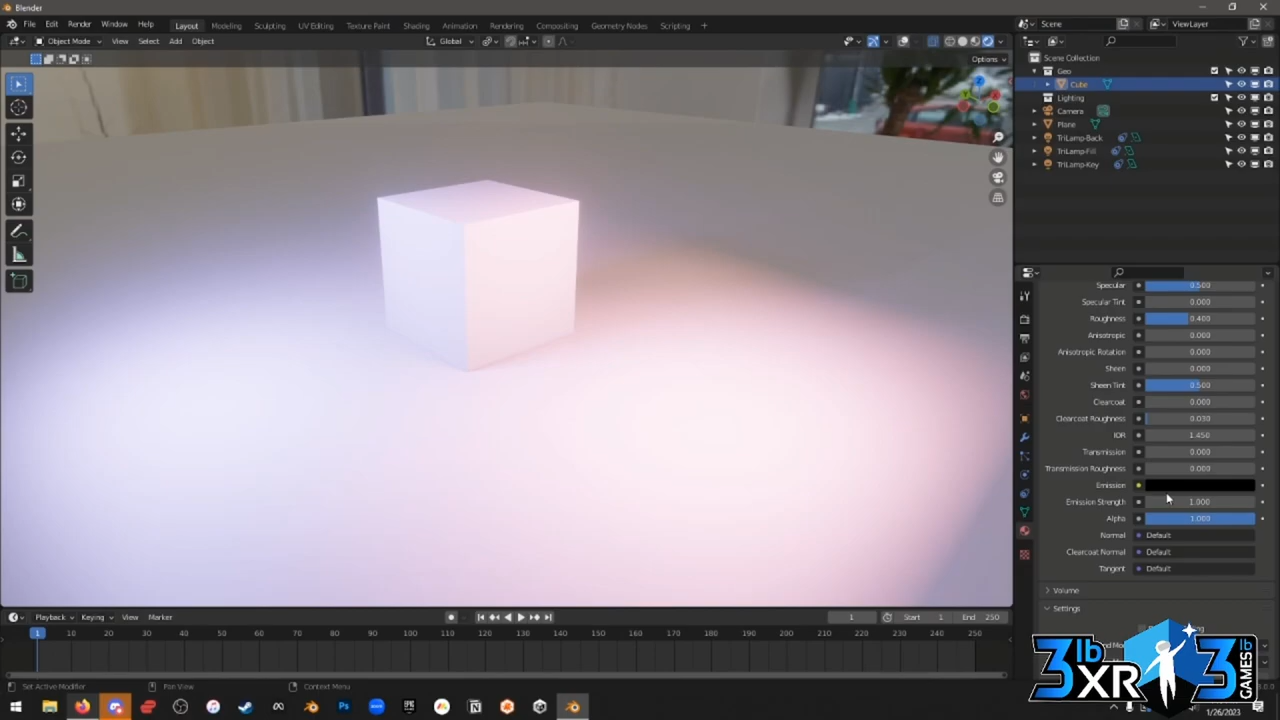 Blender
File Edit Render Window Help
Layout Modeling Sculpting UV Editing Texture Paint Shading Animation Rendering Compositing Geometry Nodes Scripting +
Scene
ViewLayer
Object Mode View Select Add Object
Global
Options
Scene Collection
Geo
Cube
Lighting
Camera
Plane
TriLamp-Back
TriLamp-Fill
TriLamp-Key
Specular 0.500
Specular Tint 0.000
Roughness 0.400
Anisotropic 0.000
Anisotropic Rotation 0.000
Sheen 0.000
Sheen Tint 0.500
Clearcoat 0.000
Clearcoat Roughness 0.030
IOR 1.450
Transmission 0.000
Transmission Roughness 0.000
Emission
Emission Strength 1.000
Alpha 1.000
Normal Default
Clearcoat Normal Default
Tangent Default
Volume
Settings
Playback Keying View Marker
1 Start 1 End 250
1 10 20 30 40 50 60 70 80 90 100 110 120 130 140 150 160 170 180 190 200 210 220 230 240 250
Set Active Modifier Pan View Context Menu
3lb XR
3lb GAMES
1/26/2023